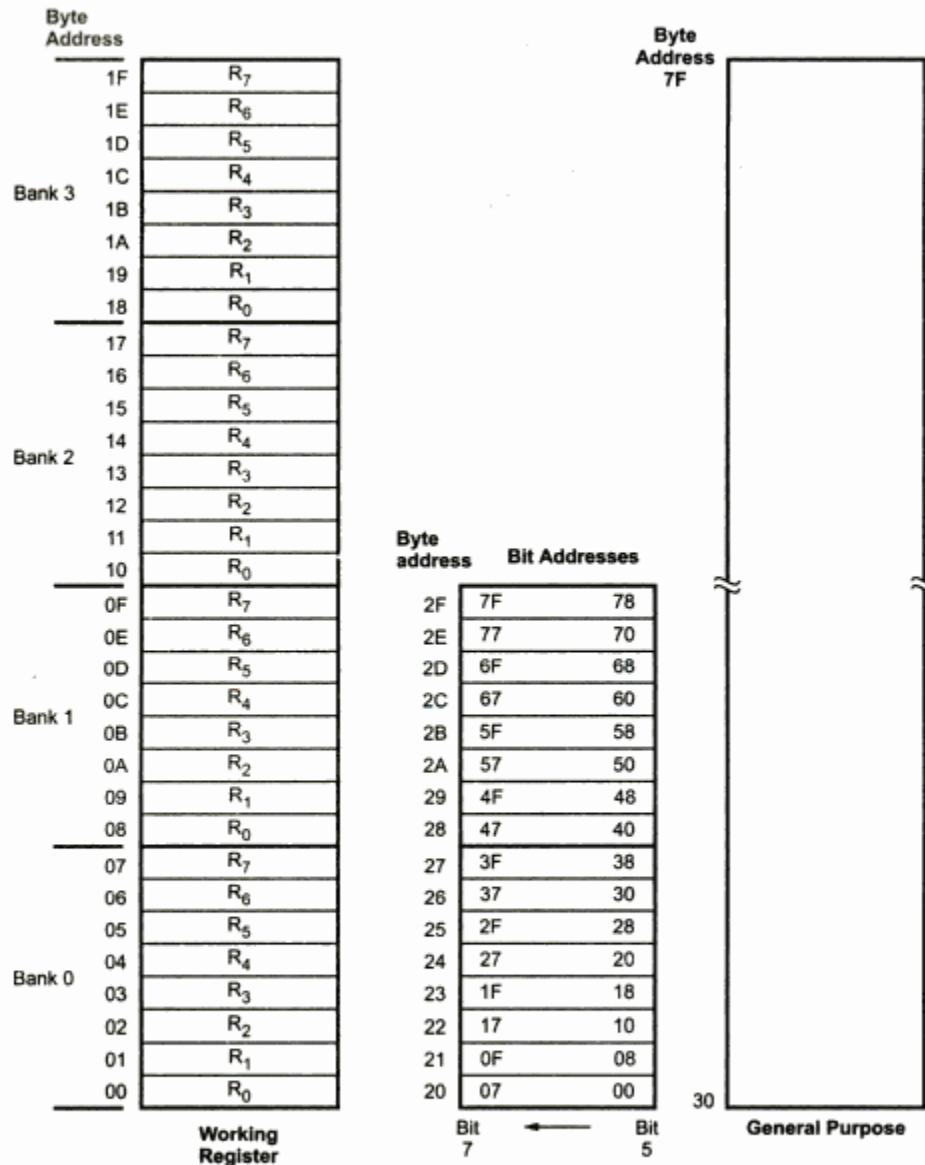 Byte
Address
1F R7
1E R6
1D R5
1C R4
Bank 3
1B R3
1A R2
19 R1
18 R0
17 R7
16 R6
15 R5
14 R4
Bank 2
13 R3
12 R2
11 R1
10 R0
0F R7
0E R6
0D R5
0C R4
Bank 1
0B R3
0A R2
09 R1
08 R0
07 R7
06 R6
05 R5
04 R4
Bank 0
03 R3
02 R2
01 R1
00 R0
Working
Register
Byte
address
Bit Addresses
2F 7F 78
2E 77 70
2D 6F 68
2C 67 60
2B 5F 58
2A 57 50
29 4F 48
28 47 40
27 3F 38
26 37 30
25 2F 28
24 27 20
23 1F 18
22 17 10
21 0F 08
20 07 00
Bit
7
Bit
5
Byte
Address
7F
30
General Purpose